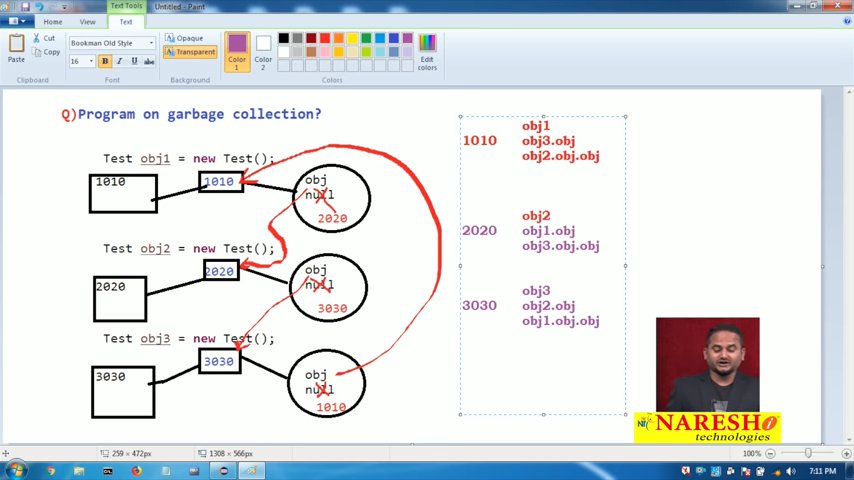 Text Tools
Untitled - Paint
Home
View
Text
Cut
Copy
Paste
Clipboard
Bookman Old Style
16
B
I
U
abc
Font
Opaque
Transparent
Background
Color
1
Color
2
Colors
Edit
colors
Q)Program on garbage collection?
Test obj1 = new Test();
1010
1010
obj
null
2020
Test obj2 = new Test();
2020
2020
obj
null
3030
Test obj3 = new Test();
3030
3030
obj
null
1010
obj1
1010 obj3.obj
obj2.obj.obj
obj2
2020 obj1.obj
obj3.obj.obj
obj3
3030 obj2.obj
obj1.obj.obj
NARESH
technologies
259 × 472px
1308 × 566px
100%
7:11 PM